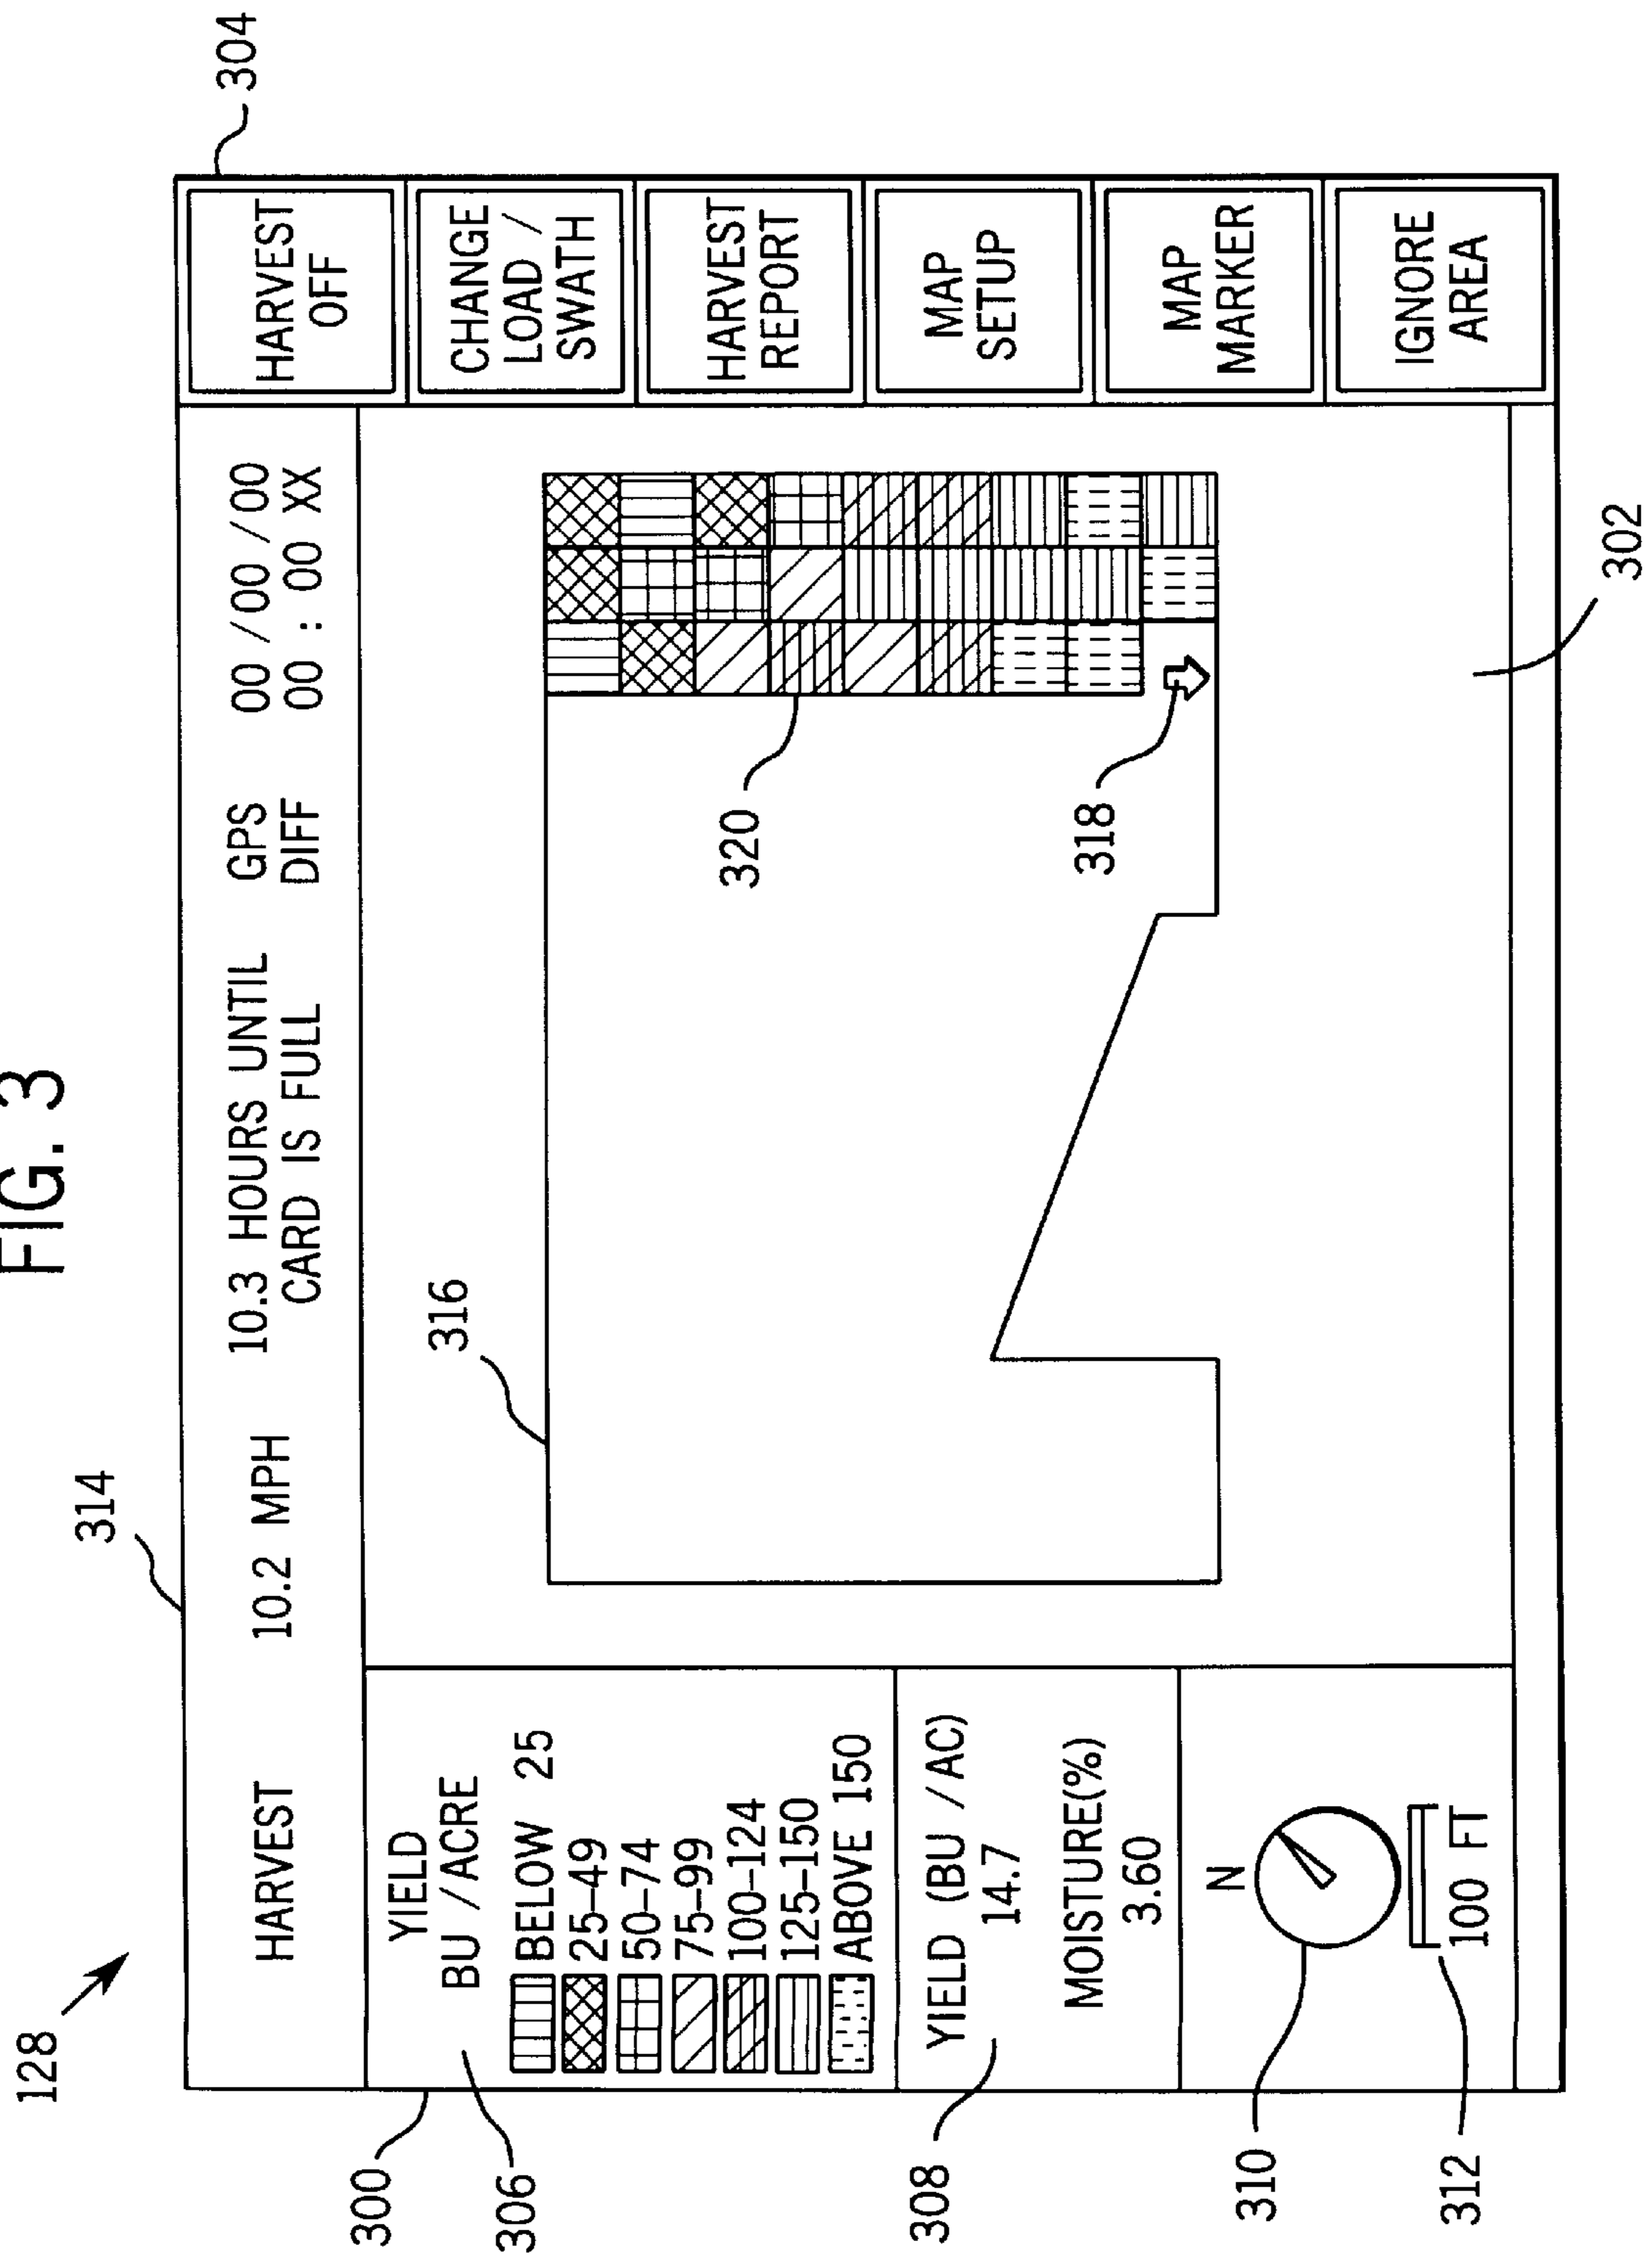 FIG. 3
128
314
304
HARVEST
10.2 MPH
10.3 HOURS UNTIL
CARD IS FULL
GPS
DIFF
00 /00 /00
00 : 00 XX
HARVEST
OFF
CHANGE
LOAD /
SWATH
HARVEST
REPORT
MAP
SETUP
MAP
MARKER
IGNORE
AREA
300
306
YIELD
BU /ACRE
BELOW 25
25–49
50–74
75–99
100–124
125–150
ABOVE 150
308
YIELD (BU /AC)
14.7
MOISTURE(%)
3.60
310
N
312
100 FT
316
320
318
302